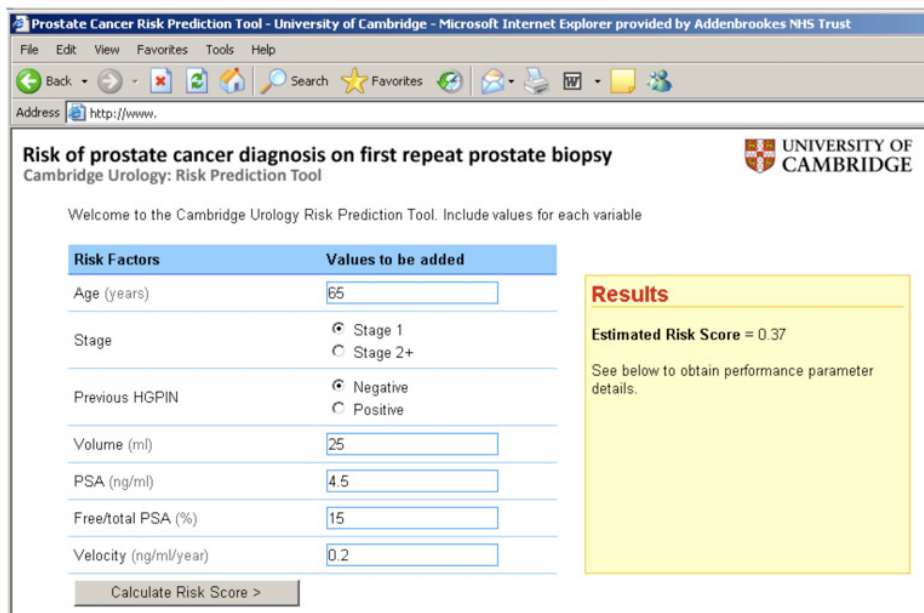 Prostate Cancer Risk Prediction Tool - University of Cambridge - Microsoft Internet Explorer provided by Addenbrookes NHS Trust
File Edit View Favorites Tools Help
Back Search Favorites
Address http://www.
Risk of prostate cancer diagnosis on first repeat prostate biopsy
Cambridge Urology: Risk Prediction Tool
UNIVERSITY OF
CAMBRIDGE
Welcome to the Cambridge Urology Risk Prediction Tool. Include values for each variable
Risk Factors Values to be added
Age (years) 65
Stage
Stage 1
Stage 2+
Previous HGPIN
Negative
Positive
Volume (ml) 25
PSA (ng/ml) 4.5
Free/total PSA (%) 15
Velocity (ng/ml/year) 0.2
Calculate Risk Score >
Results
Estimated Risk Score = 0.37
See below to obtain performance parameter
details.